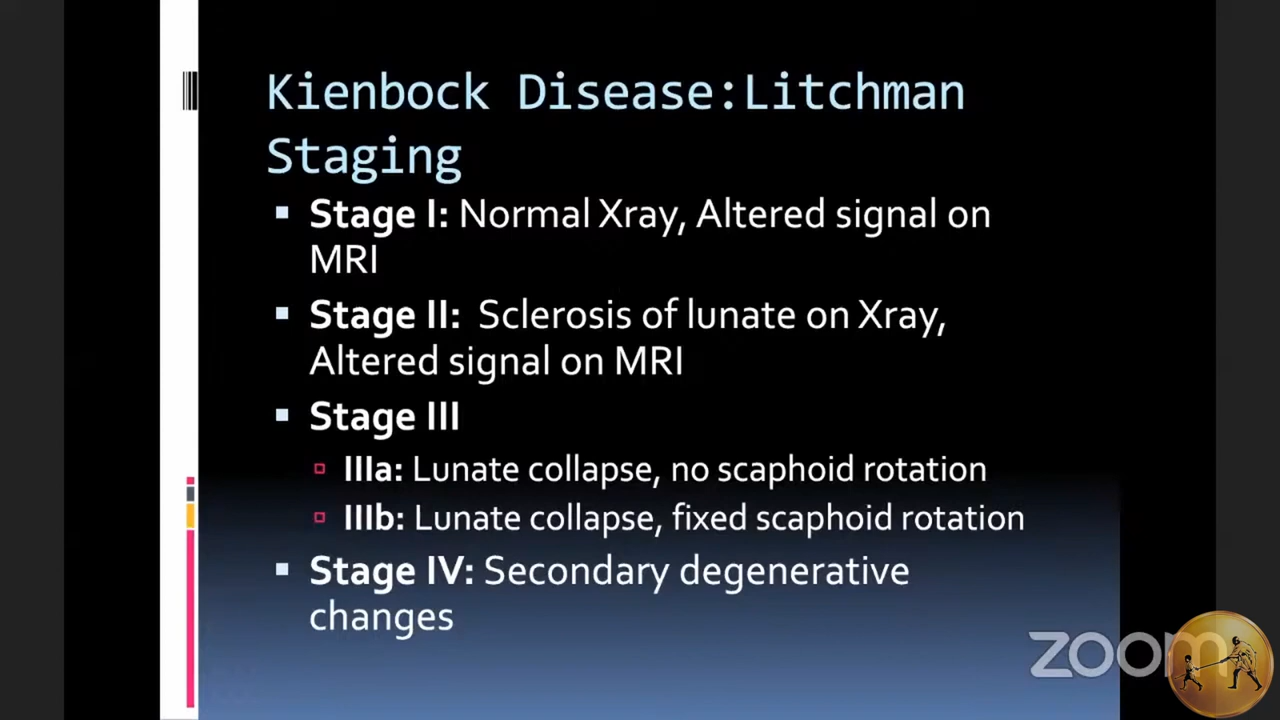 Kienbock Disease:Litchman
Staging
Stage I: Normal Xray, Altered signal on
MRI
Stage II: Sclerosis of lunate on Xray,
Altered signal on MRI
Stage III
IIIa: Lunate collapse, no scaphoid rotation
IIIb: Lunate collapse, fixed scaphoid rotation
Stage IV: Secondary degenerative
changes
zoom